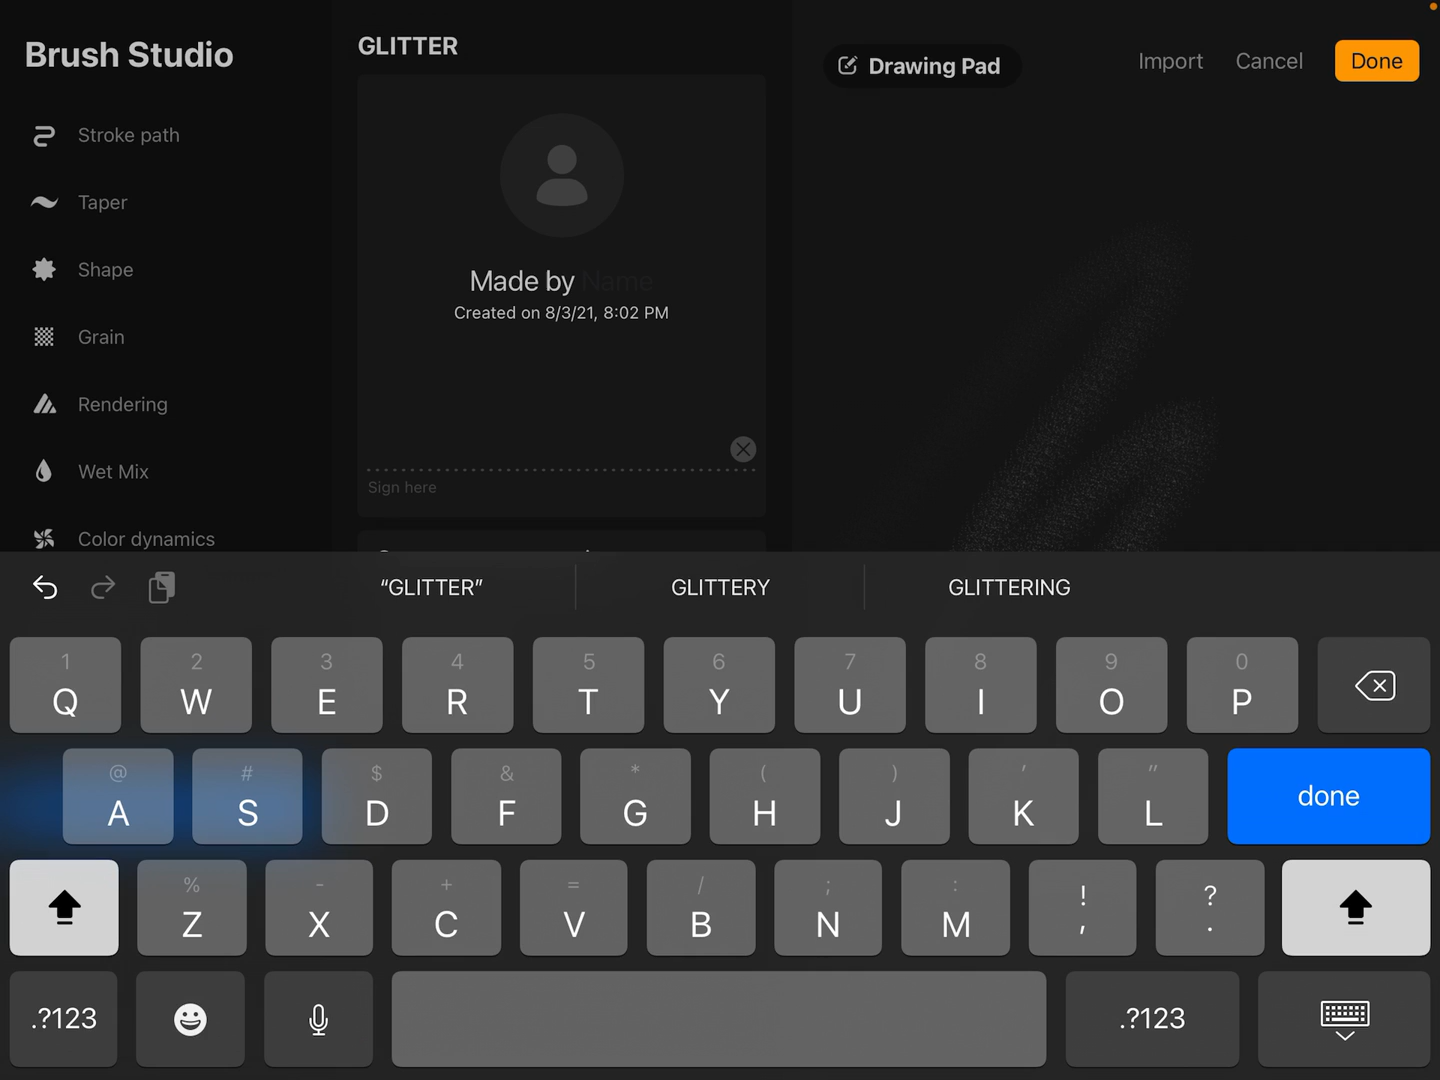 Brush Studio
GLITTER
Drawing Pad
Import
Cancel
Done
Stroke path
Taper
Shape
Grain
Rendering
Wet Mix
Color dynamics
Made by Name
Created on 8/3/21, 8:02 PM
Sign here
“GLITTER”
GLITTERY
GLITTERING
1 2 3 4 5 6 7 8 9 0
Q W E R T Y U I O P
@ # $ & * ( ) ' "
A S D F G H J K L
done
% - + = / ; : ! ?
Z X C V B N M , .
.?123
.?123